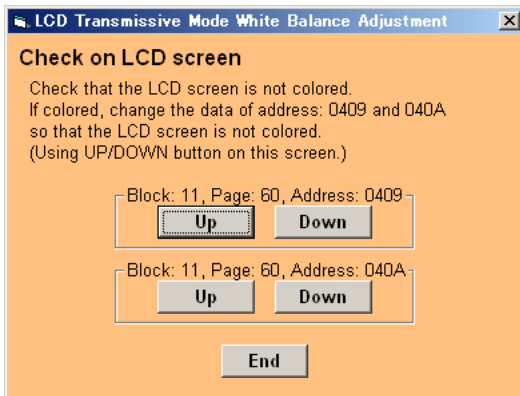 LCD Transmissive Mode White Balance Adjustment
Check on LCD screen
Check that the LCD screen is not colored.
If colored, change the data of address: 0409 and 040A
so that the LCD screen is not colored.
(Using UP/DOWN button on this screen.)
Block: 11, Page: 60, Address: 0409
Up Down
Block: 11, Page: 60, Address: 040A
Up Down
End